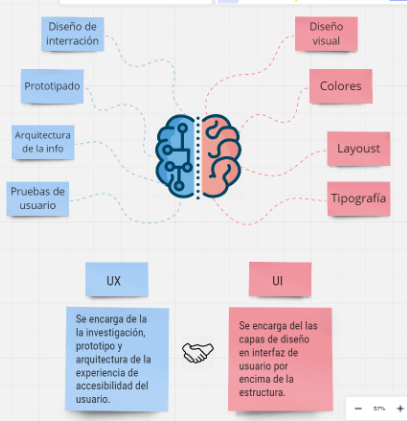 Diseño de
interración
Diseño
visual
Prototipado
Colores
Arquitectura
de la info
Layoust
Pruebas de
usuario
Tipografía
UX
UI
Se encarga de la
la investigación,
prototipo y
arquitectura de la
experiencia de
accesibilidad del
usuario.
Se encarga del las
capas de diseño
en interfaz de
usuario por
encima de la
estructura.
57%